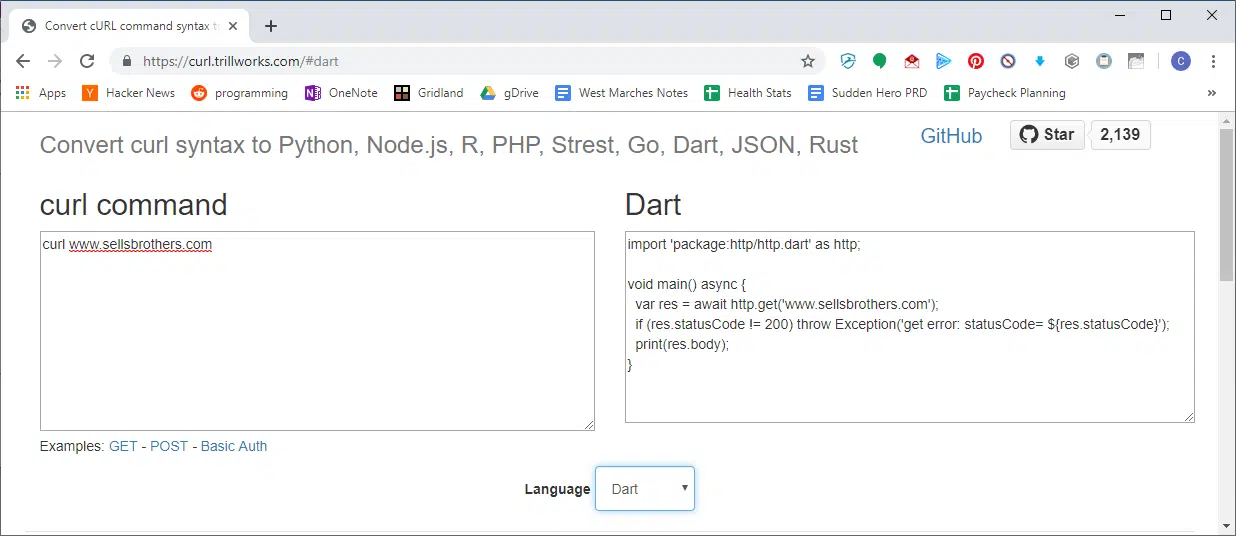 Convert cURL command syntax t
https://curl.trillworks.com/#dart
C
Apps Hacker News programming OneNote Gridland gDrive West Marches Notes Health Stats Sudden Hero PRD Paycheck Planning »
Convert curl syntax to Python, Node.js, R, PHP, Strest, Go, Dart, JSON, Rust
GitHub Star 2,139
curl command
curl www.sellsbrothers.com
Examples: GET - POST - Basic Auth
Dart
import 'package:http/http.dart' as http;
void main() async {
var res = await http.get('www.sellsbrothers.com');
if (res.statusCode != 200) throw Exception('get error: statusCode= ${res.statusCode}');
print(res.body);
}
Language Dart